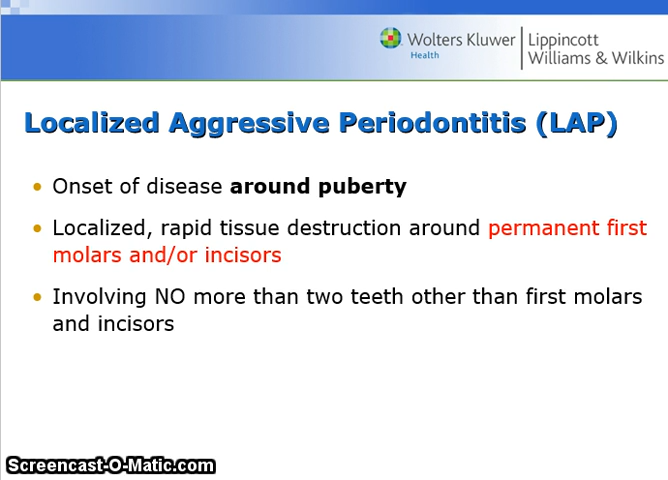 Wolters Kluwer
Health
Lippincott
Williams & Wilkins
Localized Aggressive Periodontitis (LAP)
• Onset of disease around puberty
• Localized, rapid tissue destruction around permanent first
molars and/or incisors
• Involving NO more than two teeth other than first molars
and incisors
Screencast-O-Matic.com